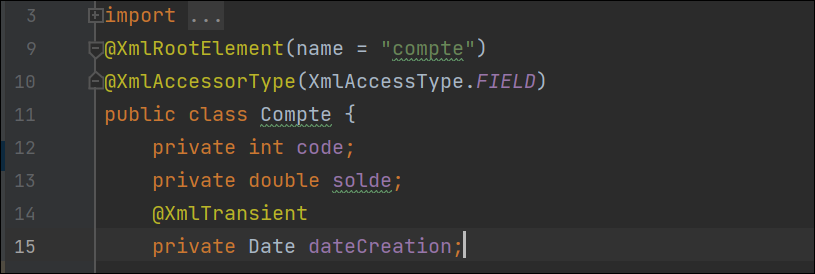 3 import ...
9 @XmlRootElement(name = "compte")
10 @XmlAccessorType(XmlAccessType.FIELD)
11 public class Compte {
12 private int code;
13 private double solde;
14 @XmlTransient
15 private Date dateCreation;